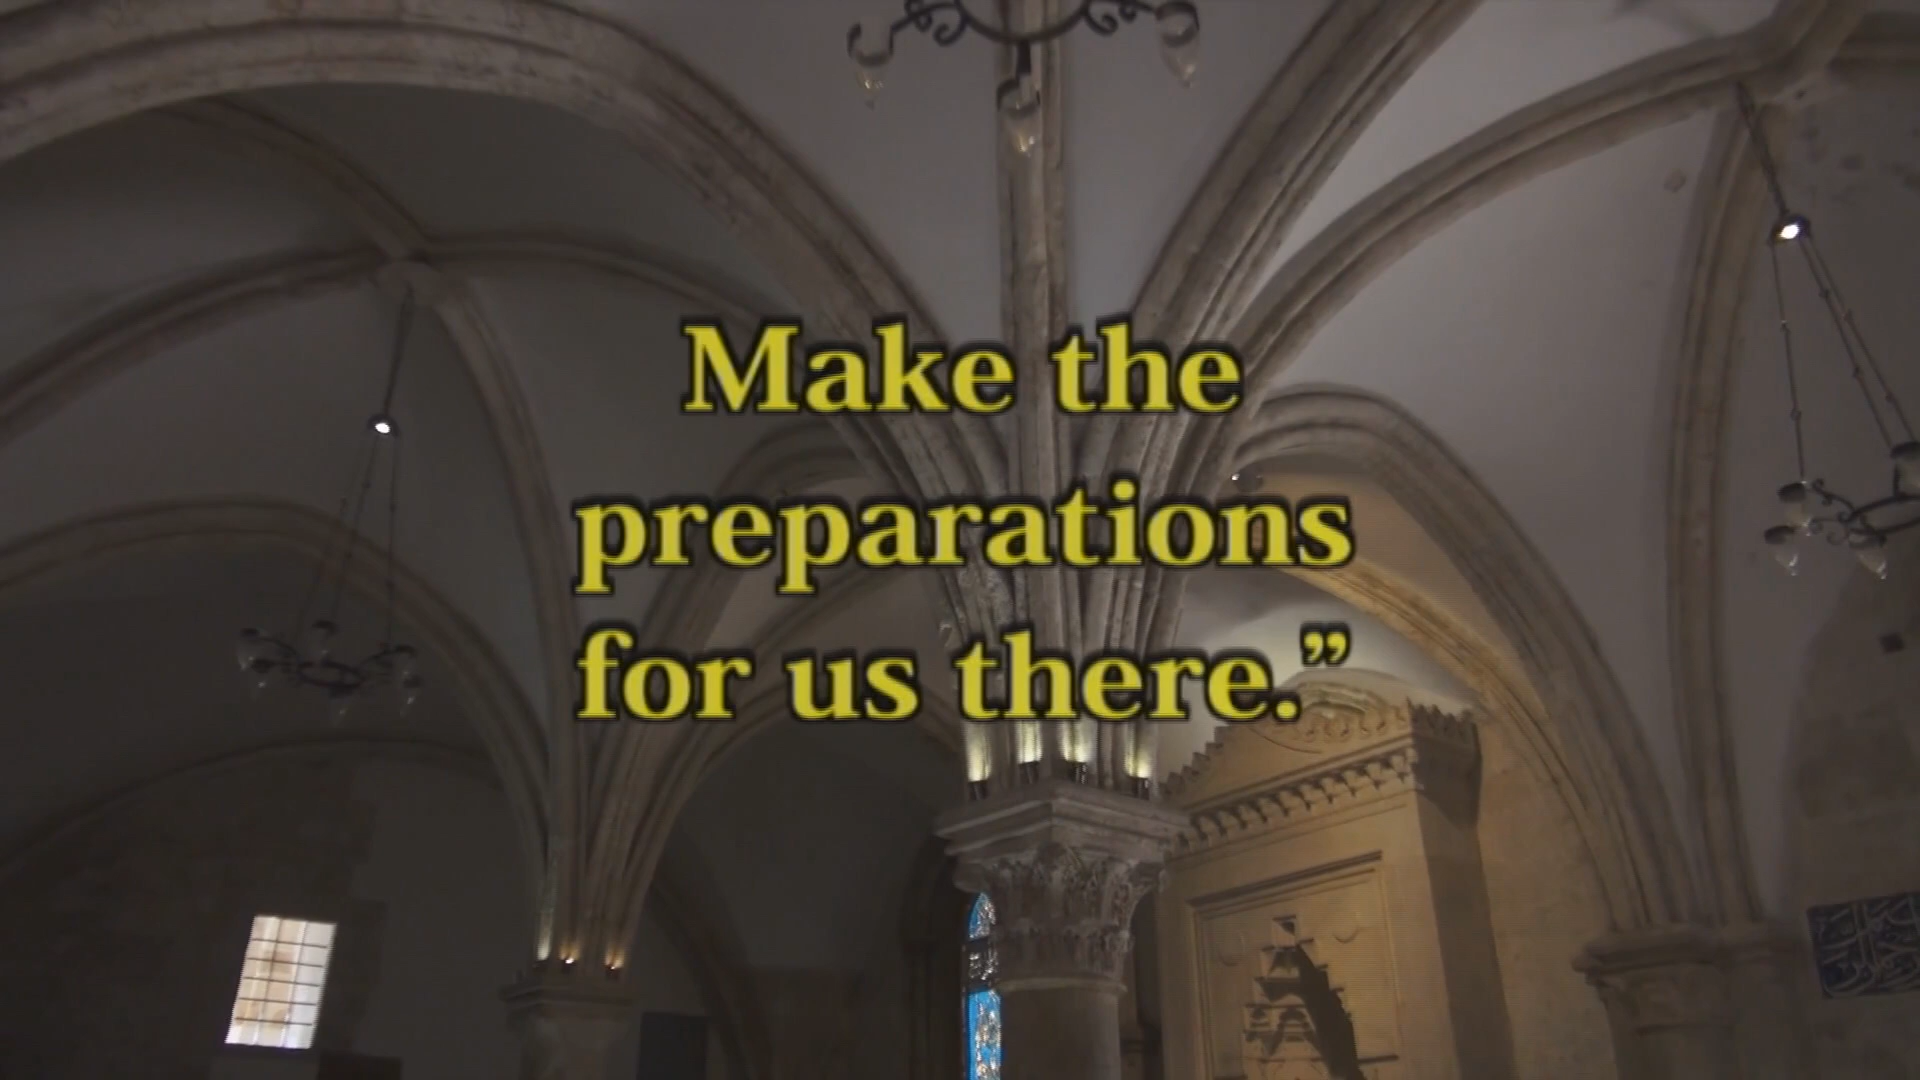 Make the
preparations
for us there.”